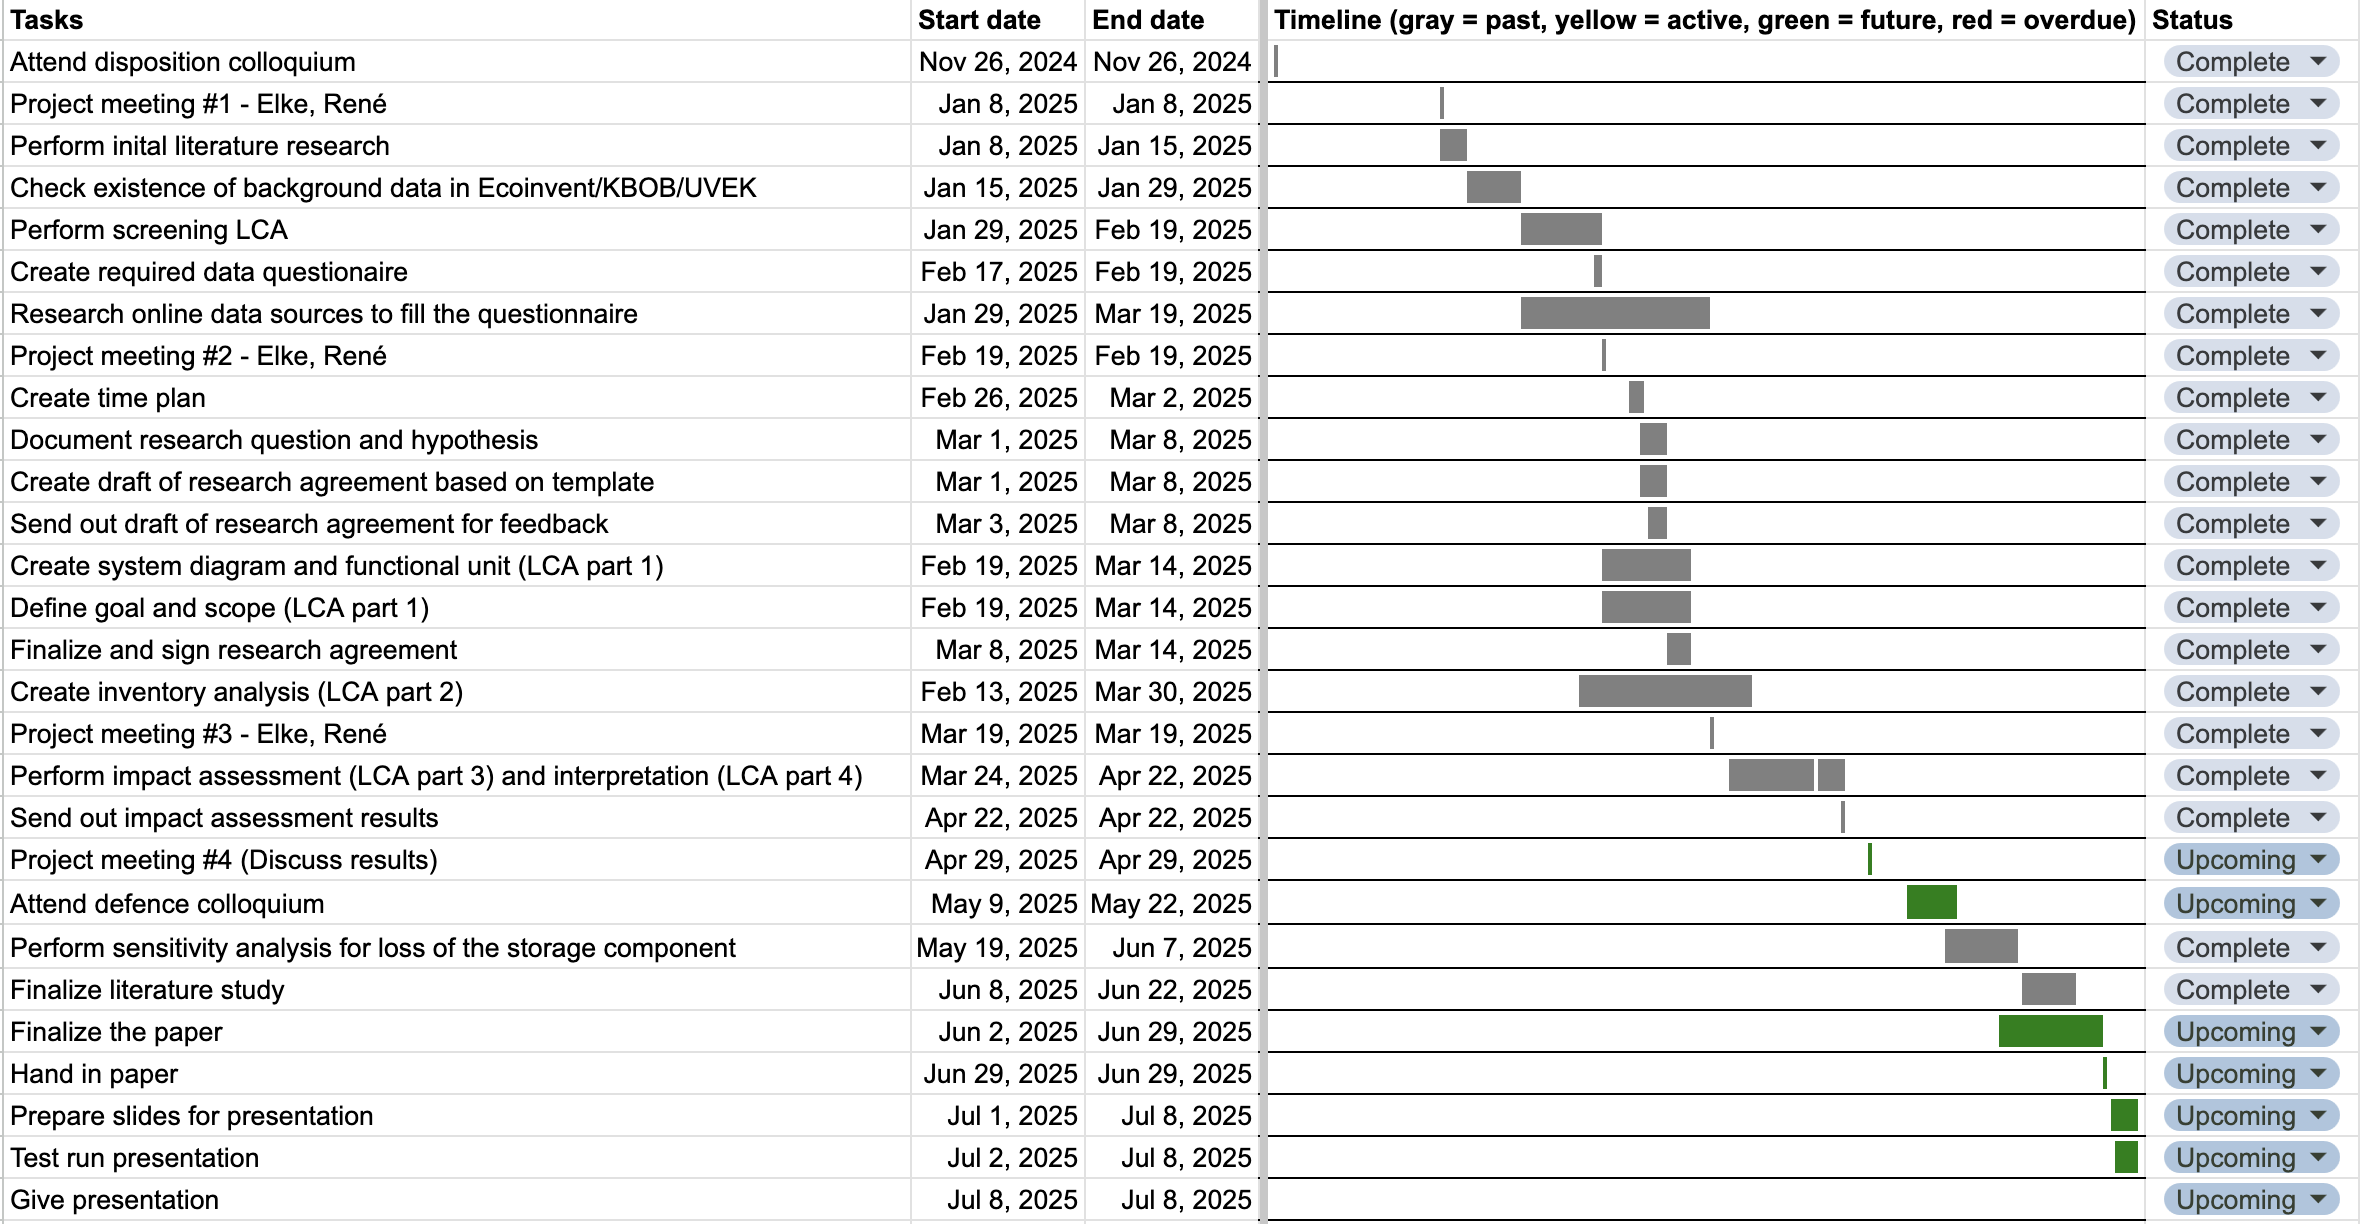 Tasks Start date End date Timeline (gray = past, yellow = active, green = future, red = overdue) Status
Attend disposition colloquium Nov 26, 2024 Nov 26, 2024 Complete
Project meeting #1 - Elke, René Jan 8, 2025 Jan 8, 2025 Complete
Perform inital literature research Jan 8, 2025 Jan 15, 2025 Complete
Check existence of background data in Ecoinvent/KBOB/UVEK Jan 15, 2025 Jan 29, 2025 Complete
Perform screening LCA Jan 29, 2025 Feb 19, 2025 Complete
Create required data questionaire Feb 17, 2025 Feb 19, 2025 Complete
Research online data sources to fill the questionnaire Jan 29, 2025 Mar 19, 2025 Complete
Project meeting #2 - Elke, René Feb 19, 2025 Feb 19, 2025 Complete
Create time plan Feb 26, 2025 Mar 2, 2025 Complete
Document research question and hypothesis Mar 1, 2025 Mar 8, 2025 Complete
Create draft of research agreement based on template Mar 1, 2025 Mar 8, 2025 Complete
Send out draft of research agreement for feedback Mar 3, 2025 Mar 8, 2025 Complete
Create system diagram and functional unit (LCA part 1) Feb 19, 2025 Mar 14, 2025 Complete
Define goal and scope (LCA part 1) Feb 19, 2025 Mar 14, 2025 Complete
Finalize and sign research agreement Mar 8, 2025 Mar 14, 2025 Complete
Create inventory analysis (LCA part 2) Feb 13, 2025 Mar 30, 2025 Complete
Project meeting #3 - Elke, René Mar 19, 2025 Mar 19, 2025 Complete
Perform impact assessment (LCA part 3) and interpretation (LCA part 4) Mar 24, 2025 Apr 22, 2025 Complete
Send out impact assessment results Apr 22, 2025 Apr 22, 2025 Complete
Project meeting #4 (Discuss results) Apr 29, 2025 Apr 29, 2025 Upcoming
Attend defence colloquium May 9, 2025 May 22, 2025 Upcoming
Perform sensitivity analysis for loss of the storage component May 19, 2025 Jun 7, 2025 Complete
Finalize literature study Jun 8, 2025 Jun 22, 2025 Complete
Finalize the paper Jun 2, 2025 Jun 29, 2025 Upcoming
Hand in paper Jun 29, 2025 Jun 29, 2025 Upcoming
Prepare slides for presentation Jul 1, 2025 Jul 8, 2025 Upcoming
Test run presentation Jul 2, 2025 Jul 8, 2025 Upcoming
Give presentation Jul 8, 2025 Jul 8, 2025 Upcoming